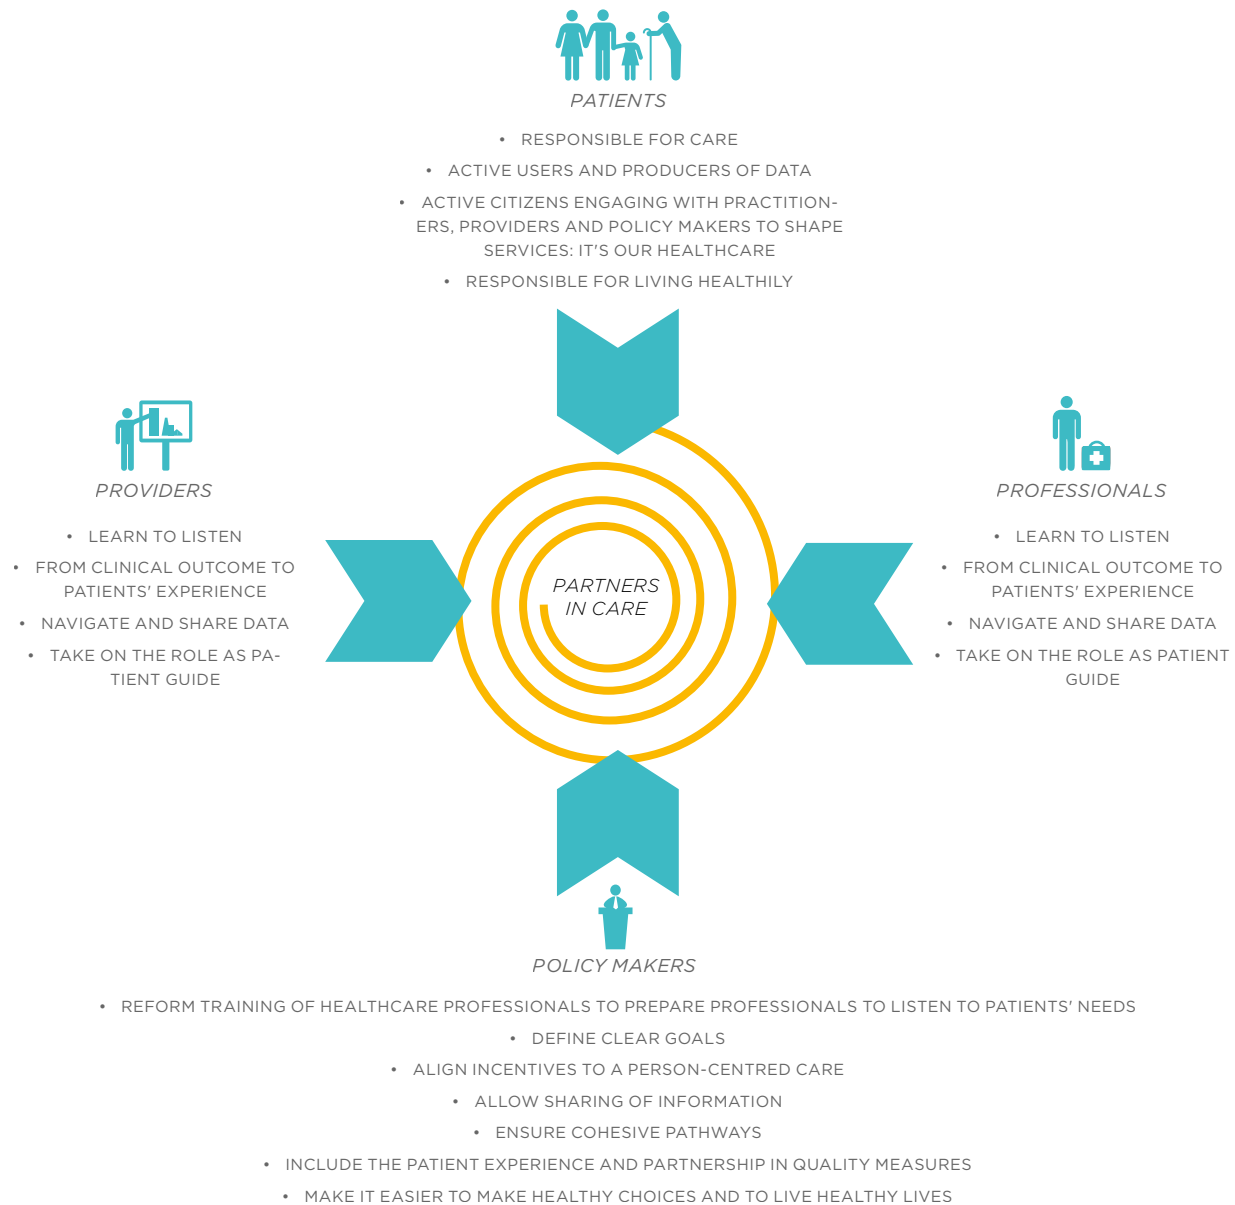 PATIENTS
• RESPONSIBLE FOR CARE
• ACTIVE USERS AND PRODUCERS OF DATA
• ACTIVE CITIZENS ENGAGING WITH PRACTITION-
ERS, PROVIDERS AND POLICY MAKERS TO SHAPE
SERVICES: IT'S OUR HEALTHCARE
• RESPONSIBLE FOR LIVING HEALTHILY
PROVIDERS
• LEARN TO LISTEN
• FROM CLINICAL OUTCOME TO
PATIENTS' EXPERIENCE
• NAVIGATE AND SHARE DATA
• TAKE ON THE ROLE AS PA-
TIENT GUIDE
PARTNERS
IN CARE
PROFESSIONALS
• LEARN TO LISTEN
• FROM CLINICAL OUTCOME TO
PATIENTS' EXPERIENCE
• NAVIGATE AND SHARE DATA
• TAKE ON THE ROLE AS PATIENT
GUIDE
POLICY MAKERS
• REFORM TRAINING OF HEALTHCARE PROFESSIONALS TO PREPARE PROFESSIONALS TO LISTEN TO PATIENTS' NEEDS
• DEFINE CLEAR GOALS
• ALIGN INCENTIVES TO A PERSON-CENTRED CARE
• ALLOW SHARING OF INFORMATION
• ENSURE COHESIVE PATHWAYS
• INCLUDE THE PATIENT EXPERIENCE AND PARTNERSHIP IN QUALITY MEASURES
• MAKE IT EASIER TO MAKE HEALTHY CHOICES AND TO LIVE HEALTHY LIVES